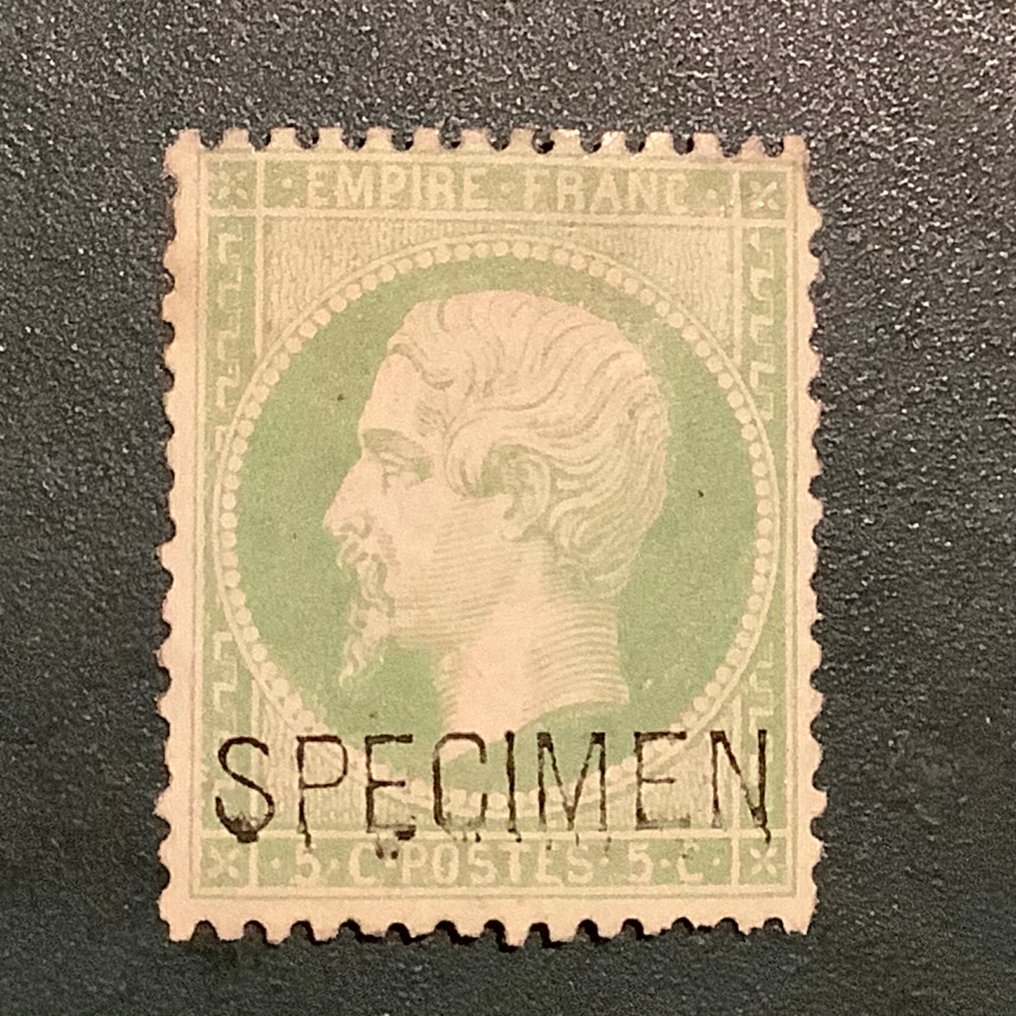 · EMPIRE · FRANC ·
SPECIMEN
· 5 · C · POSTES · 5 · C ·